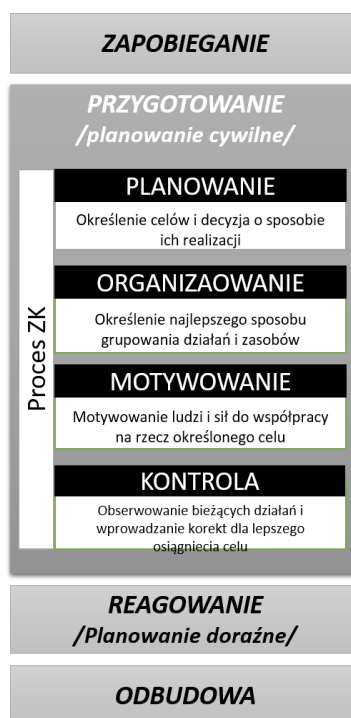 ZAPOBIEGANIE
PRZYGOTOWANIE
/planowanie cywilne/
Proces ZK
PLANOWANIE
Określenie celów i decyzja o sposobie
ich realizacji
ORGANIZAOWANIE
Określenie najlepszego sposobu
grupowania działań i zasobów
MOTYWOWANIE
Motywowanie ludzi i sił do współpracy
na rzecz określonego celu
KONTROLA
Obserwowanie bieżących działań i
wprowadzanie korekt dla lepszego
osiągniecia celu
REAGOWANIE
/Planowanie doraźne/
ODBUDOWA